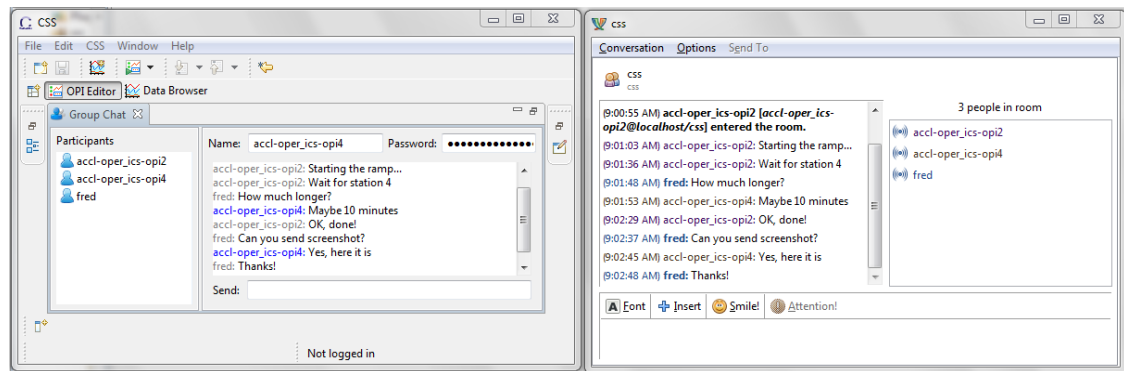 CSS
File Edit CSS Window Help
OPI Editor Data Browser
Group Chat
Participants
accl-oper_ics-opi2
accl-oper_ics-opi4
fred
Name: accl-oper_ics-opi4 Password: ••••••••••••••
accl-oper_ics-opi2: Starting the ramp...
accl-oper_ics-opi2: Wait for station 4
fred: How much longer?
accl-oper_ics-opi4: Maybe 10 minutes
accl-oper_ics-opi2: OK, done!
fred: Can you send screenshot?
accl-oper_ics-opi4: Yes, here it is
fred: Thanks!
Send:
Not logged in
css
Conversation Options Send To
css
css
(9:00:55 AM) accl-oper_ics-opi2 [accl-oper_ics-
opi2@localhost/css] entered the room.
(9:01:03 AM) accl-oper_ics-opi2: Starting the ramp...
(9:01:36 AM) accl-oper_ics-opi2: Wait for station 4
(9:01:48 AM) fred: How much longer?
(9:01:53 AM) accl-oper_ics-opi4: Maybe 10 minutes
(9:02:29 AM) accl-oper_ics-opi2: OK, done!
(9:02:37 AM) fred: Can you send screenshot?
(9:02:45 AM) accl-oper_ics-opi4: Yes, here it is
(9:02:48 AM) fred: Thanks!
3 people in room
accl-oper_ics-opi2
accl-oper_ics-opi4
fred
A Font Insert Smile! Attention!